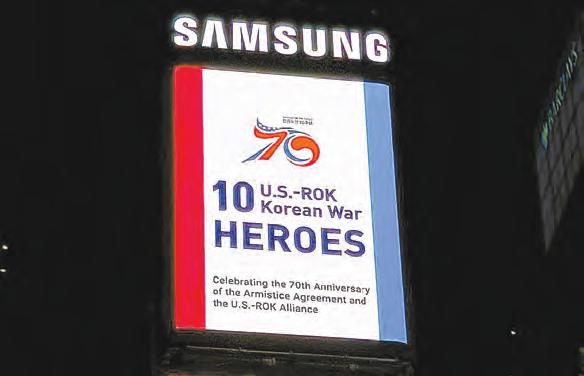 SAMSUNG
70
10 U.S.-ROK
Korean War
HEROES
Celebrating the 70th Anniversary
of the Armistice Agreement and
the U.S.-ROK Alliance